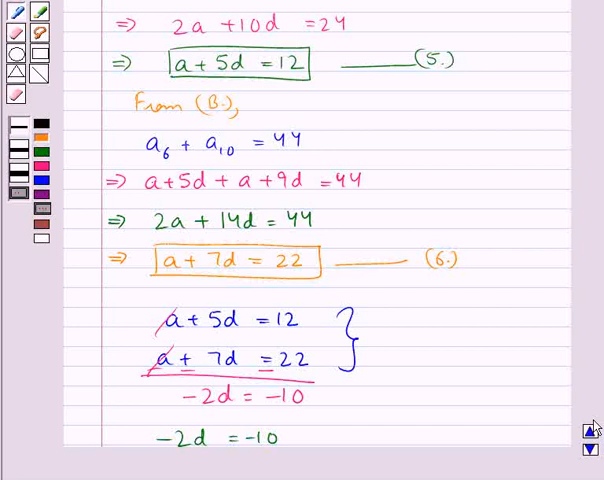 ⇒ 2a + 10d = 24
⇒ a + 5d = 12 ——— (5.)
From (B.),
a₆ + a₁₀ = 44
⇒ a + 5d + a + 9d = 44
⇒ 2a + 14d = 44
⇒ a + 7d = 22 ——— (6.)
a + 5d = 12
a + 7d = 22
-2d = -10
-2d = -10